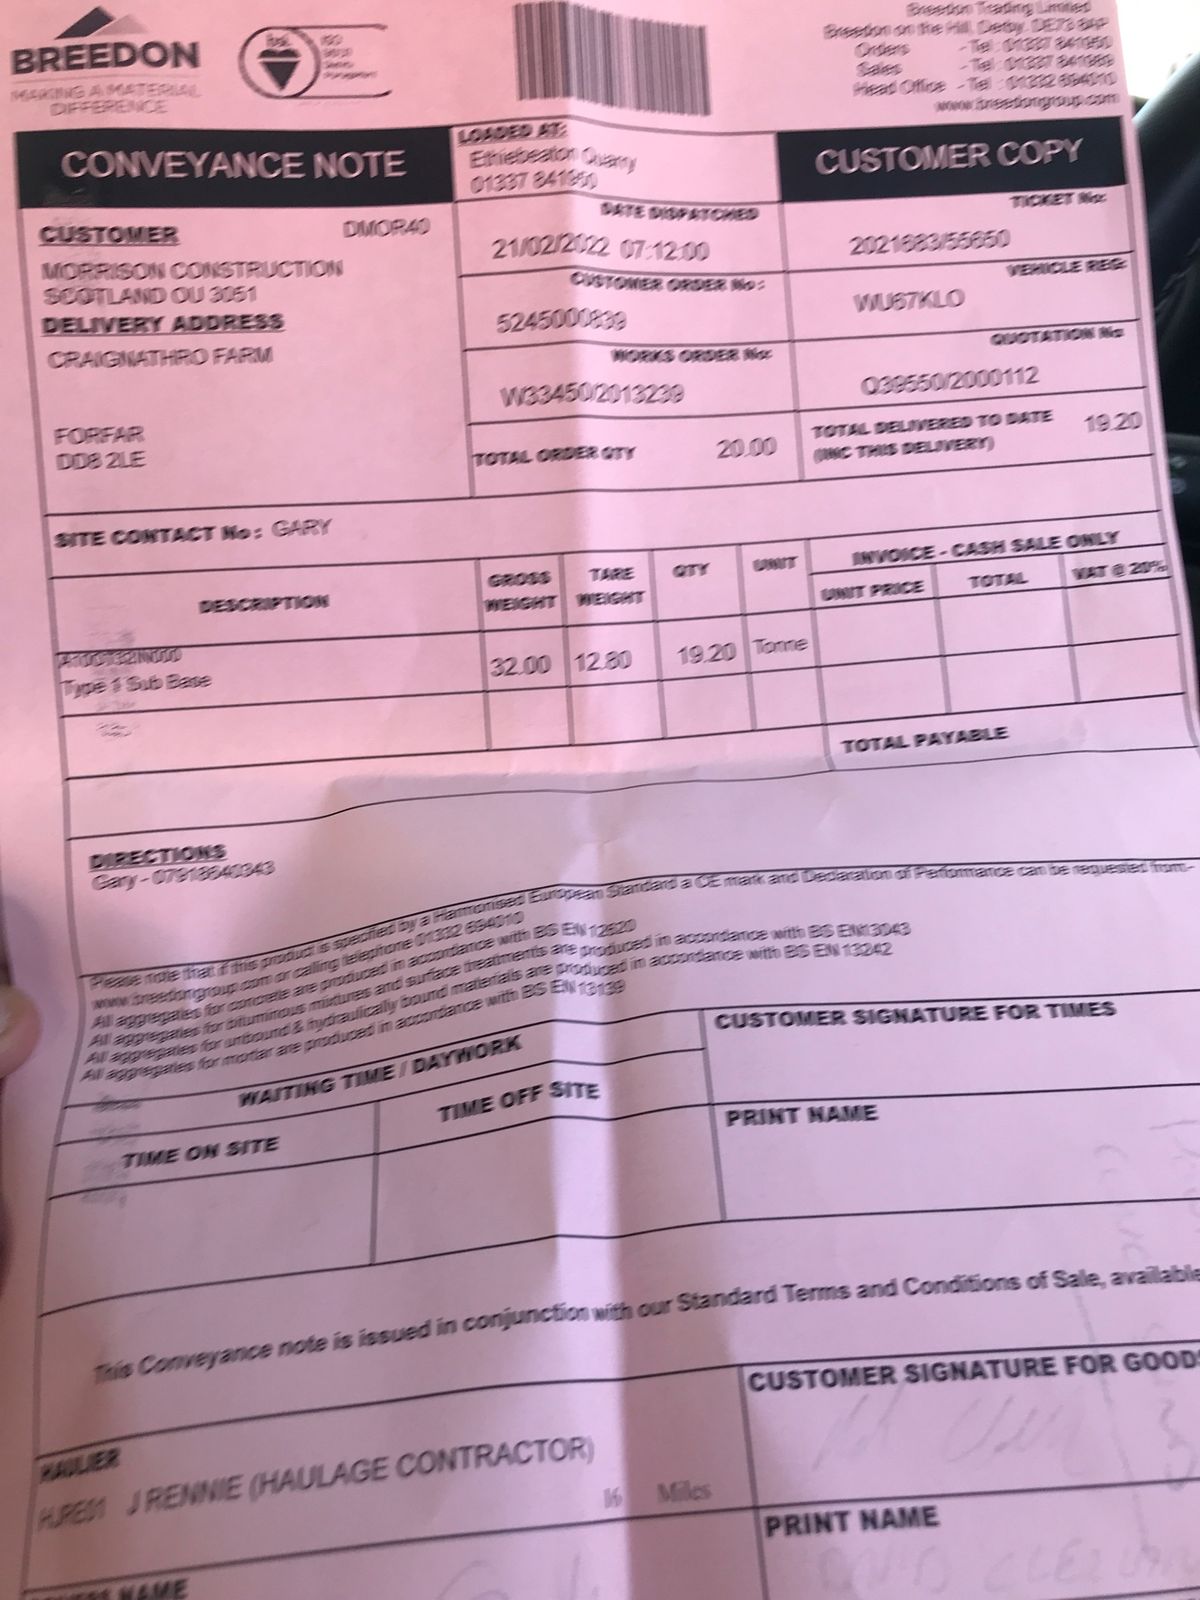 BREEDON
MAKING A MATERIAL
DIFFERENCE
bsi. ISO
Breedon Trading Limited
Breedon on the Hill, Derby, DE73 8AP
Orders - Tel : 01337 841950
Sales - Tel : 01337 841969
Head Office - Tel : 01332 694010
www.breedongroup.com
CONVEYANCE NOTE
LOADED AT:
Ethiebeaton Quarry
01337 841950
CUSTOMER COPY
CUSTOMER DMOR40
MORRISON CONSTRUCTION
SCOTLAND OU 3051
DELIVERY ADDRESS
CRAIGNATHRO FARM
FORFAR
DD8 2LE
DATE DISPATCHED
21/02/2022 07:12:00
CUSTOMER ORDER No:
5245000839
WORKS ORDER No:
W33450/2013239
TOTAL ORDER QTY 20.00
TICKET No:
2021683/55650
VEHICLE REG:
WU67KLO
QUOTATION No
Q39550/2000112
TOTAL DELIVERED TO DATE 19.20
(INC THIS DELIVERY)
SITE CONTACT No: GARY
INVOICE - CASH SALE ONLY
DESCRIPTION GROSS WEIGHT TARE WEIGHT QTY UNIT UNIT PRICE TOTAL VAT @ 20%
32.00 12.80 19.20 Tonne
Type 1 Sub Base
TOTAL PAYABLE
DIRECTIONS
Gary - 07918640343
Please note that if this product is specified by a Harmonised European Standard a CE mark and Declaration of Performance can be requested from:-
www.breedongroup.com or calling telephone 01332 694010
All aggregates for concrete are produced in accordance with BS EN 12620
All aggregates for bituminous mixtures and surface treatments are produced in accordance with BS EN13043
All aggregates for unbound & hydraulically bound materials are produced in accordance with BS EN 13242
All aggregates for mortar are produced in accordance with BS EN 13139
WAITING TIME / DAYWORK
CUSTOMER SIGNATURE FOR TIMES
TIME ON SITE
TIME OFF SITE
PRINT NAME
This Conveyance note is issued in conjunction with our Standard Terms and Conditions of Sale, available
HAULIER
HJRE01 J RENNIE (HAULAGE CONTRACTOR)
16 Miles
CUSTOMER SIGNATURE FOR GOODS
PRINT NAME
NAME